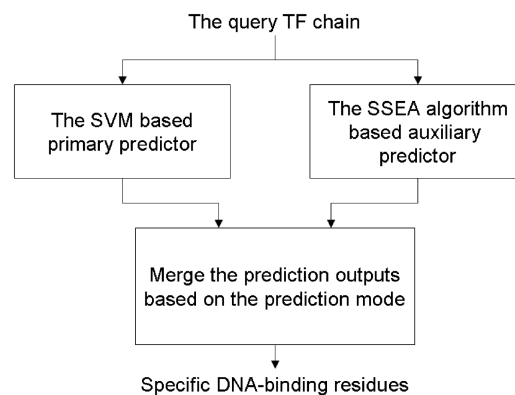 The query TF chain
The SVM based
primary predictor
The SSEA algorithm
based auxiliary
predictor
Merge the prediction outputs
based on the prediction mode
Specific DNA-binding residues